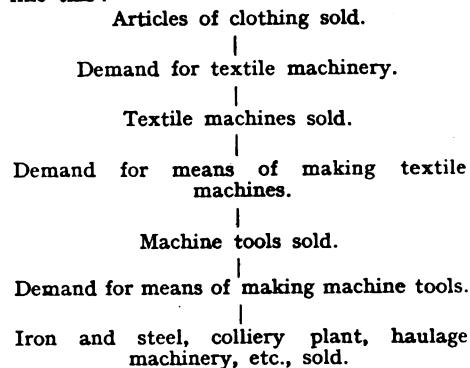 Articles of clothing sold.
Demand for textile machinery.
Textile machines sold.
Demand for means of making textile
machines.
Machine tools sold.
Demand for means of making machine tools.
Iron and steel, colliery plant, haulage
machinery, etc., sold.